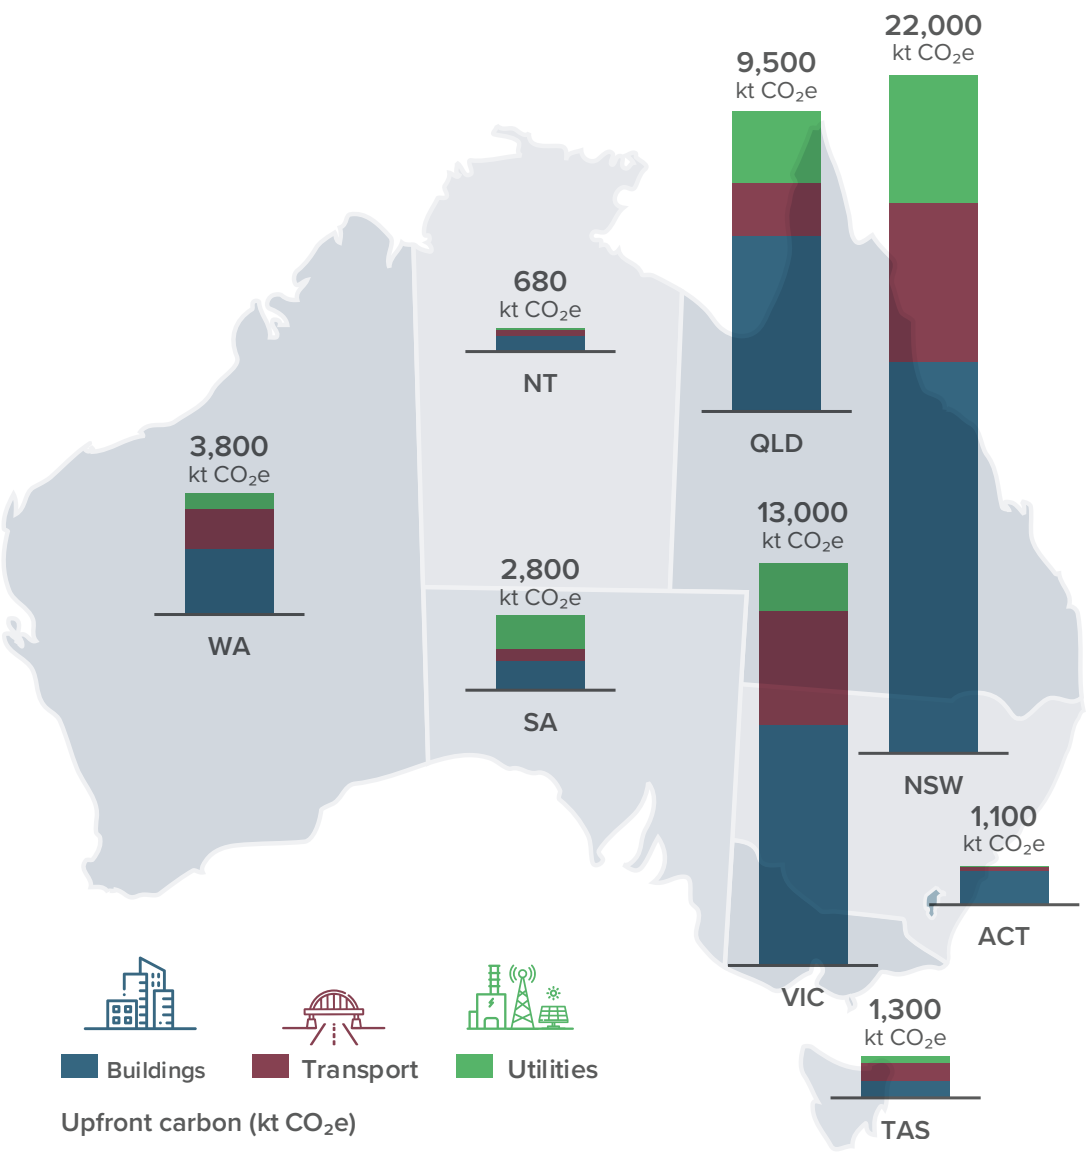 22,000
kt CO₂e
9,500
kt CO₂e
680
kt CO₂e
NT
3,800
kt CO₂e
QLD
13,000
kt CO₂e
2,800
kt CO₂e
WA
SA
NSW
1,100
kt CO₂e
ACT
VIC
1,300
kt CO₂e
Buildings
Transport
Utilities
Upfront carbon (kt CO₂e)
TAS